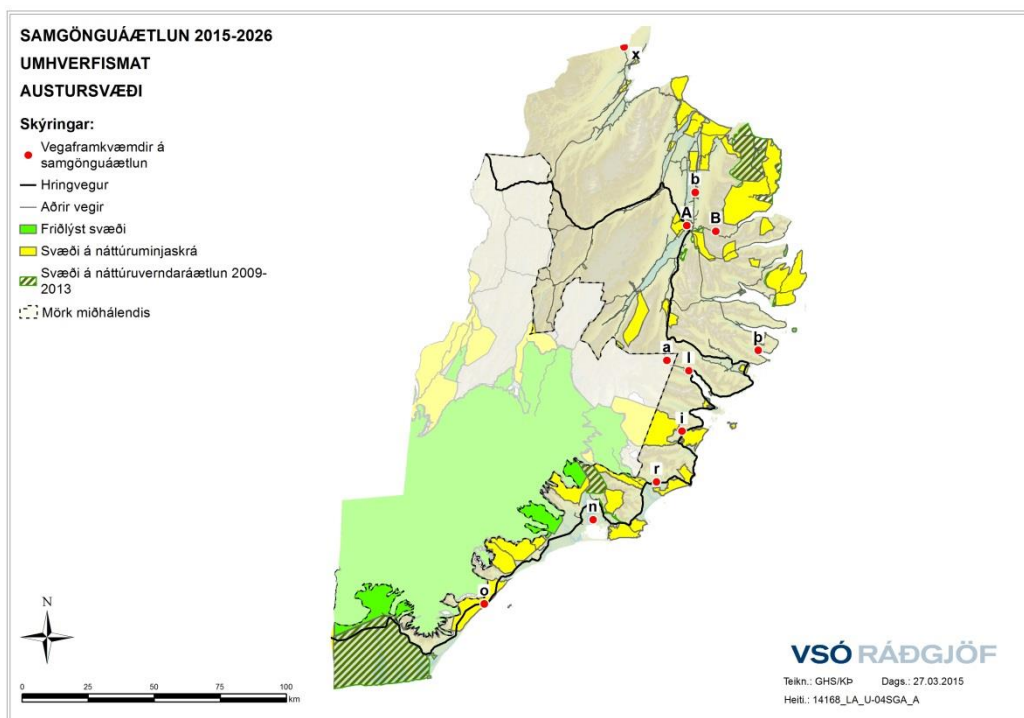 SAMGÖNGUÁÆTLUN 2015-2026
UMHVERFISMAT
AUSTURSVÆÐI
Skýringar:
Vegaframkvæmdir á
samgönguáætlun
Hringvegur
Aðrir vegir
Friðlýst svæði
Svæði á náttúruminjaskrá
Svæði á náttúruverndaráætlun 2009-
2013
Mörk miðhálendis
x
b
A
B
þ
a
l
i
r
n
o
N
0 25 50 75 100
km
VSÓ RÁÐGJÖF
Teikn.: GHS/KÞ Dags.: 27.03.2015
Heiti.: 14168_LA_U-04SGA_A